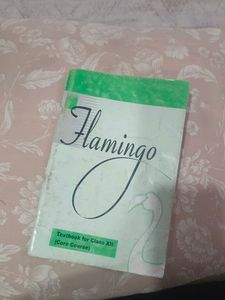 Flamingo
Textbook for Class XII
(Core Course)